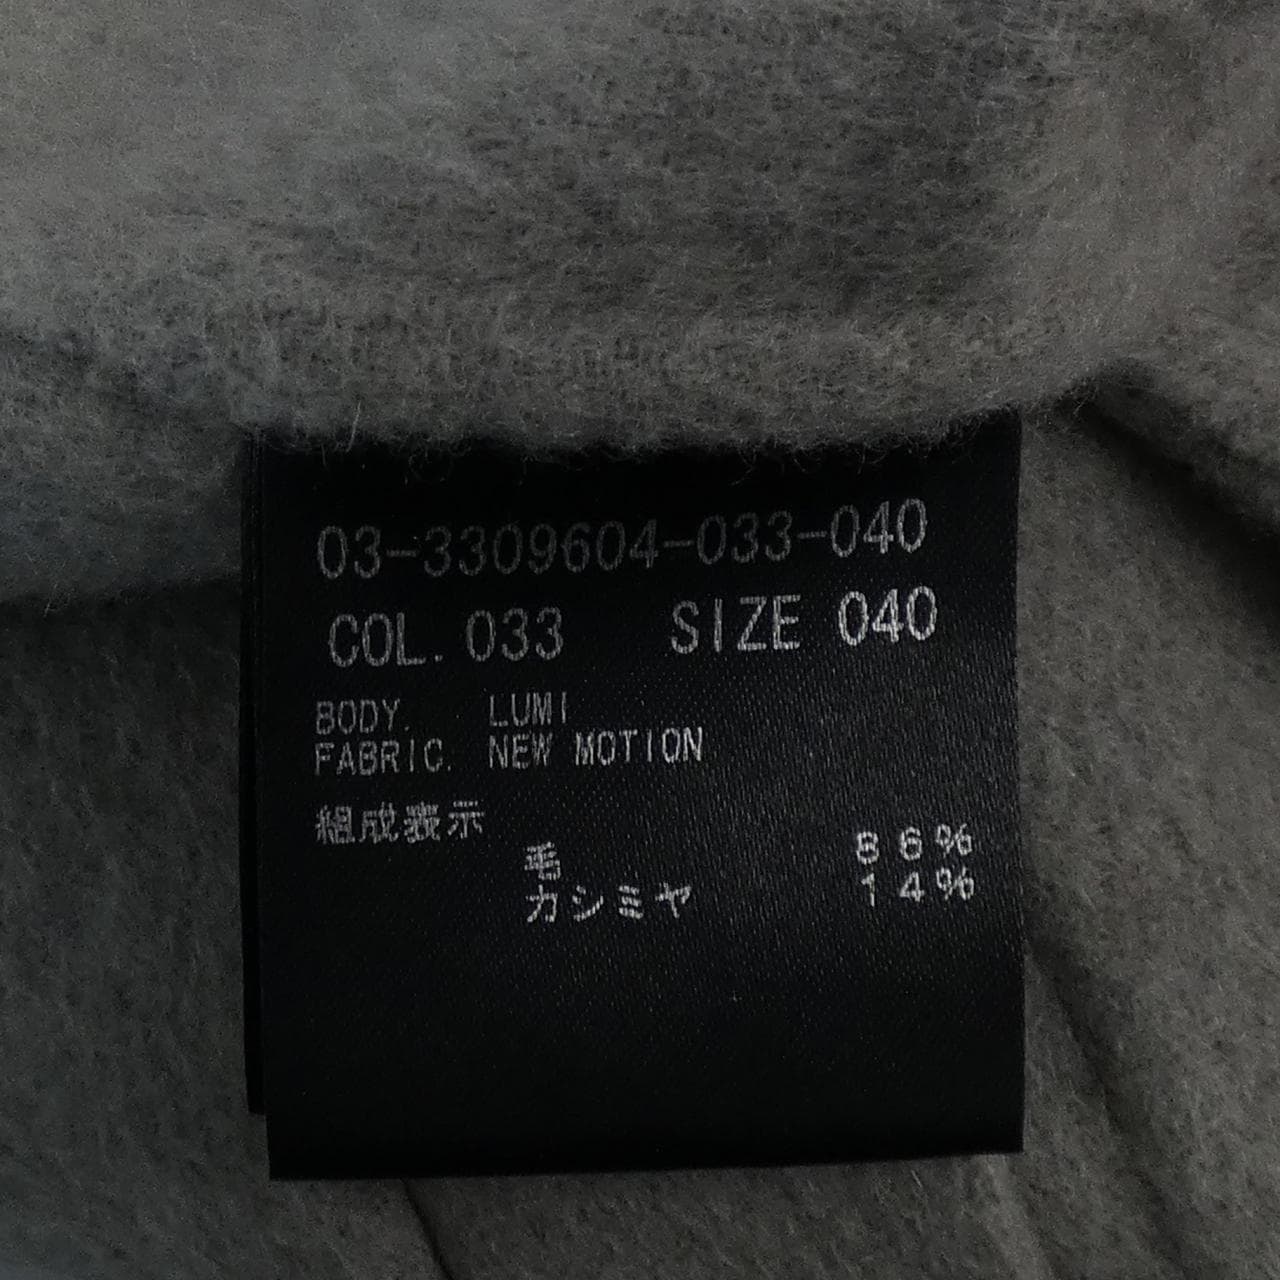 03-3309604-033-040
COL. 033 SIZE 040
BODY. LUMI
FABRIC. NEW MOTION
組成表示
毛 86%
カシミヤ 14%